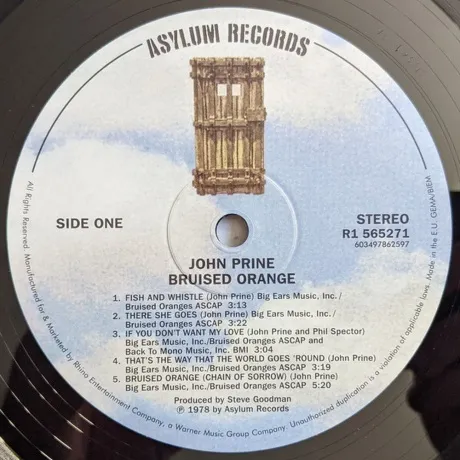 ASYLUM RECORDS
SIDE ONE
STEREO
R1 565271
603497862597
JOHN PRINE
BRUISED ORANGE
1. FISH AND WHISTLE (John Prine) Big Ears Music, Inc./
Bruised Oranges ASCAP 3:13
2. THERE SHE GOES (John Prine) Big Ears Music, Inc./
Bruised Oranges ASCAP 3:22
3. IF YOU DON'T WANT MY LOVE (John Prine and Phil Spector)
Big Ears Music, Inc./Bruised Oranges ASCAP and
Back To Mono Music, Inc. BMI 3:04
4. THAT'S THE WAY THAT THE WORLD GOES 'ROUND (John Prine)
Big Ears Music, Inc./Bruised Oranges ASCAP 3:19
5. BRUISED ORANGE (CHAIN OF SORROW) (John Prine)
Big Ears Music, Inc./Bruised Oranges ASCAP 5:20
Produced by Steve Goodman
℗ 1978 by Asylum Records
All Rights Reserved. Manufactured for & Marketed by Rhino Entertainment Company, a Warner Music Group Company. Unauthorized duplication is a violation of applicable laws. Made in the E.U. GEMA/BIEM